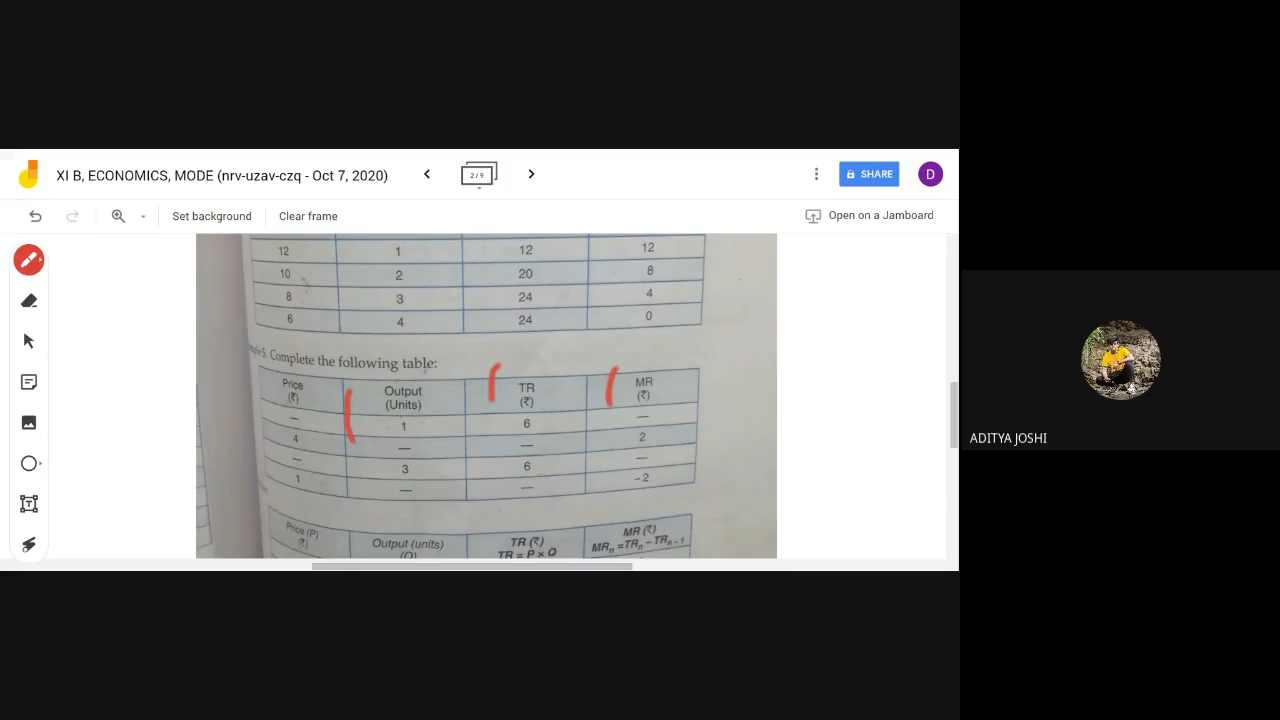 XI B, ECONOMICS, MODE (nrv-uzav-czq - Oct 7, 2020)
2 / 9
SHARE
D
Set background
Clear frame
Open on a Jamboard
12 1 12 12
10 2 20 8
8 3 24 4
6 4 24 0
5. Complete the following table:
Price (₹) Output (Units) TR (₹) MR (₹)
— 1 6 —
4 — — 2
— 3 6 —
1 — — -2
Price (P) (₹) Output (units) (Q) TR (₹) TR = P × Q MR (₹) MRn = TRn – TRn-1
ADITYA JOSHI